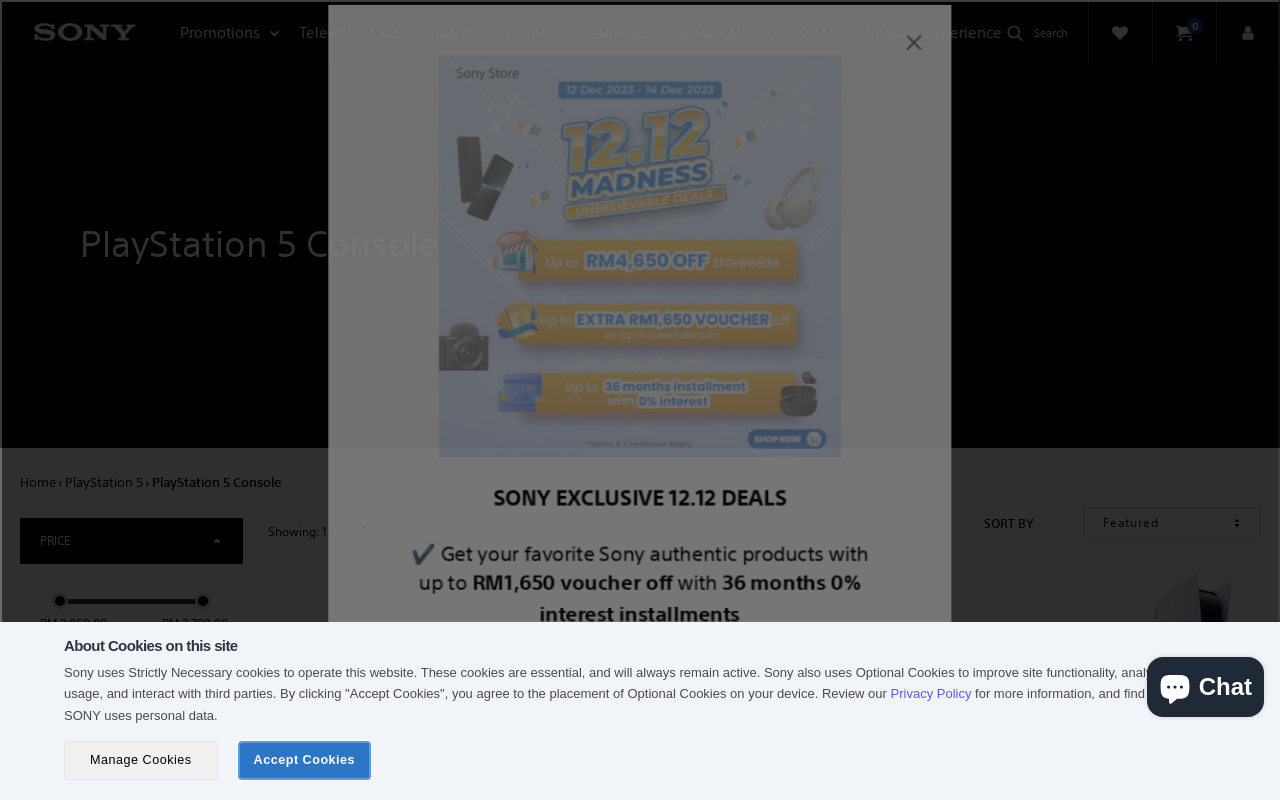 SONY
Promotions
Televisions & Soundbars
Audio
Cameras
PlayStation
Xperia
In-Store Experience
Search
0
PlayStation 5 Console
Sony Store
12 Dec 2023 - 14 Dec 2023
12.12
MADNESS
UNBELIEVABLE DEALS
Up to RM4,650 OFF storewide
Up to EXTRA RM1,650 VOUCHER off
on top of current discount
Up to 36 months installment
with 0% interest
*Terms & Conditions Apply.
SHOP NOW
SONY EXCLUSIVE 12.12 DEALS
✔️ Get your favorite Sony authentic products with
up to RM1,650 voucher off with 36 months 0%
interest installments
Home › PlayStation 5 › PlayStation 5 Console
PRICE
Showing: 1
SORT BY
Featured
About Cookies on this site
Sony uses Strictly Necessary cookies to operate this website. These cookies are essential, and will always remain active. Sony also uses Optional Cookies to improve site functionality,
usage, and interact with third parties. By clicking "Accept Cookies", you agree to the placement of Optional Cookies on your device. Review our Privacy Policy for more information, and find
SONY uses personal data.
Manage Cookies
Accept Cookies
Chat